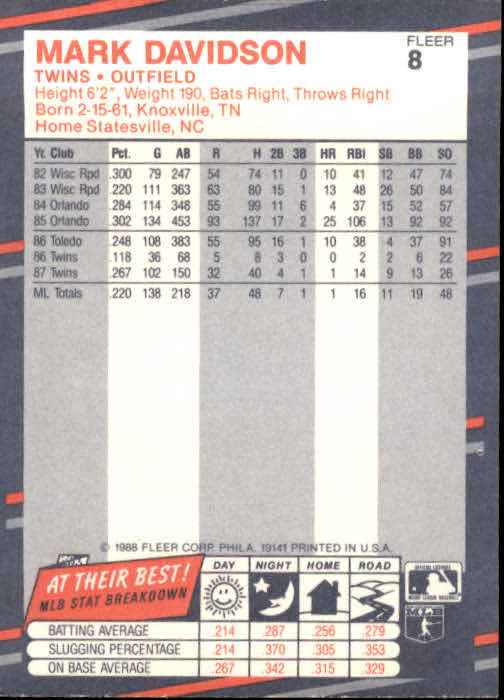 MARK DAVIDSON
FLEER
8
TWINS • OUTFIELD
Height 6'2", Weight 190, Bats Right, Throws Right
Born 2-15-61, Knoxville, TN
Home Statesville, NC
Yr. Club Pct. G AB R H 2B 3B HR RBI SB BB SO
82 Wisc Rpd .300 79 247 54 74 11 0 10 41 12 47 74
83 Wisc Rpd .220 111 363 63 80 15 1 13 48 26 50 84
84 Orlando .284 114 348 55 99 11 6 4 37 15 52 57
85 Orlando .302 134 453 93 137 17 2 25 106 13 92 92
86 Toledo .248 108 383 55 95 16 1 10 38 4 37 91
86 Twins .118 36 68 5 8 3 0 0 2 2 6 22
87 Twins .267 102 150 32 40 4 1 1 14 9 13 26
ML Totals .220 138 218 37 48 7 1 1 16 11 19 48
© 1988 FLEER CORP. PHILA. 19141 PRINTED IN U.S.A.
AT THEIR BEST!
MLB STAT BREAKDOWN
DAY NIGHT HOME ROAD
BATTING AVERAGE .214 .287 .256 .279
SLUGGING PERCENTAGE .214 .370 .305 .353
ON BASE AVERAGE .267 .342 .315 .329
OFFICIAL LICENSEE
MAJOR LEAGUE BASEBALL
MLB